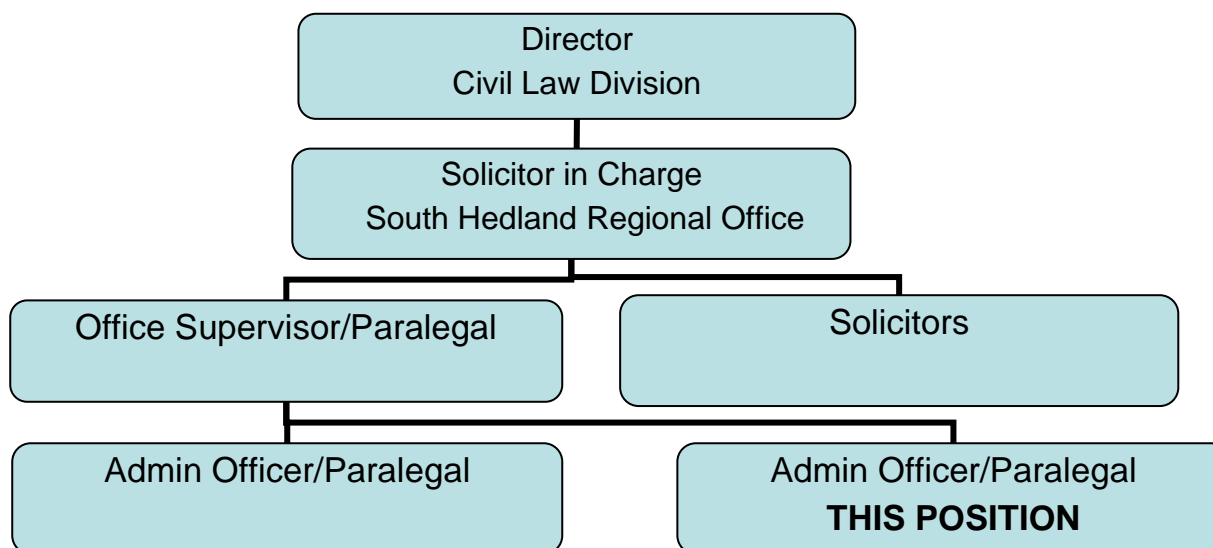 Director
Civil Law Division
Solicitor in Charge
South Hedland Regional Office
Office Supervisor/Paralegal
Solicitors
Admin Officer/Paralegal
Admin Officer/Paralegal
THIS POSITION